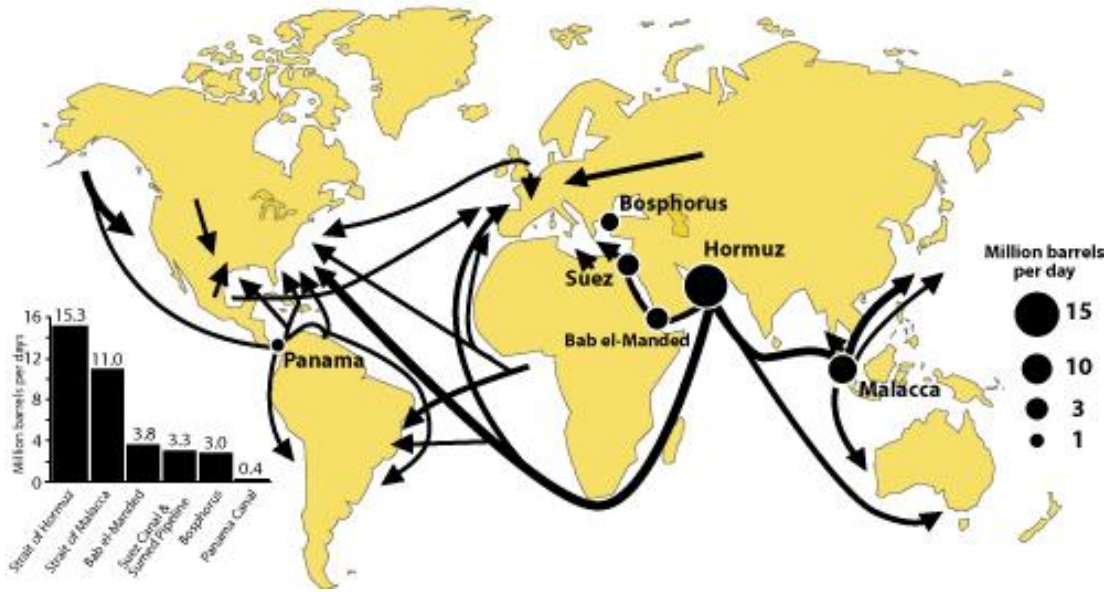 Bosphorus
Hormuz
Suez
Bab el-Manded
Malacca
Panama
Million barrels
per day
15
10
3
1
Million barrels per days
16
12
8
4
0
15.3
11.0
3.8
3.3
3.0
0.4
Strait of Hormuz
Strait of Malacca
Bab el-Manded
Suez Canal &
Sumed Pipeline
Bosphorus
Panama Canal